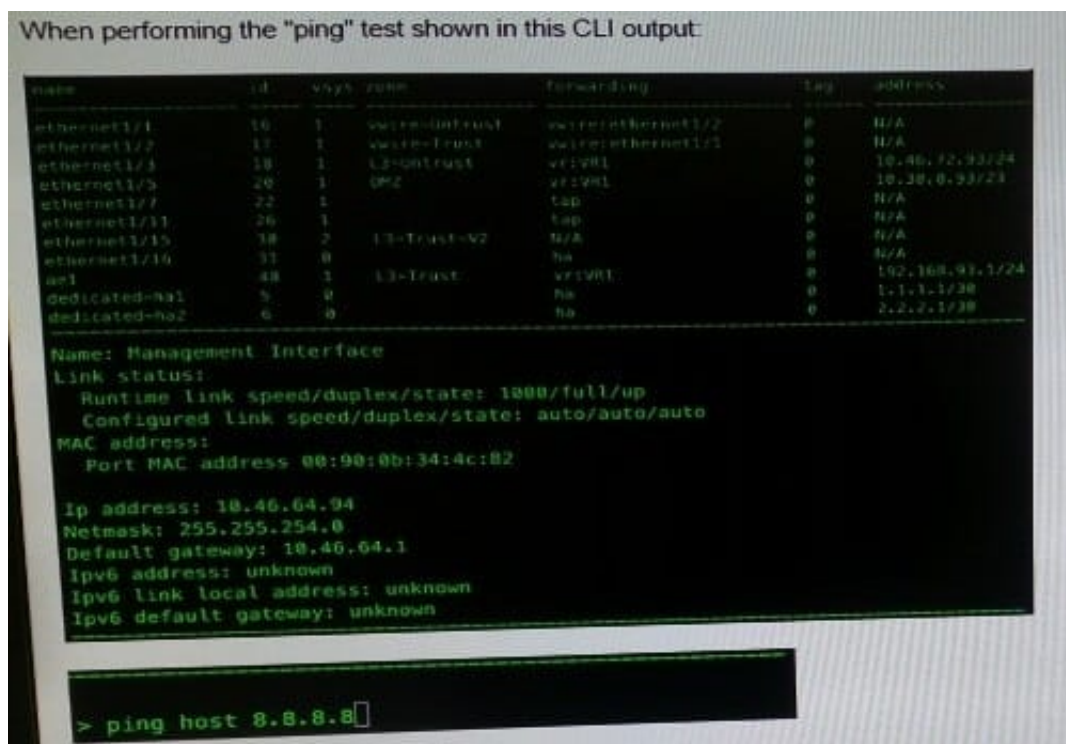 When performing the "ping" test shown in this CLI output:
name id vsys zone forwarding tag address
ethernet1/1 16 1 vwire-Untrust vwire:ethernet1/2 0 N/A
ethernet1/2 17 1 vwire-Trust vwire:ethernet1/1 0 N/A
ethernet1/3 18 1 L3-Untrust vr:VR1 0 10.46.72.93/24
ethernet1/5 20 1 DMZ vr:VR1 0 10.30.0.93/23
ethernet1/7 22 1 tap 0 N/A
ethernet1/11 26 1 tap 0 N/A
ethernet1/15 30 2 L3-Trust-V2 N/A 0 N/A
ethernet1/16 31 0 ha 0 N/A
ae1 48 1 L3-Trust vr:VR1 0 192.168.93.1/24
dedicated-ha1 5 0 ha 0 1.1.1.1/30
dedicated-ha2 6 0 ha 0 2.2.2.1/30
Name: Management Interface
Link status:
Runtime link speed/duplex/state: 1000/full/up
Configured link speed/duplex/state: auto/auto/auto
MAC address:
Port MAC address 00:90:0b:34:4c:82
Ip address: 10.46.64.94
Netmask: 255.255.254.0
Default gateway: 10.46.64.1
Ipv6 address: unknown
Ipv6 link local address: unknown
Ipv6 default gateway: unknown
> ping host 8.8.8.8